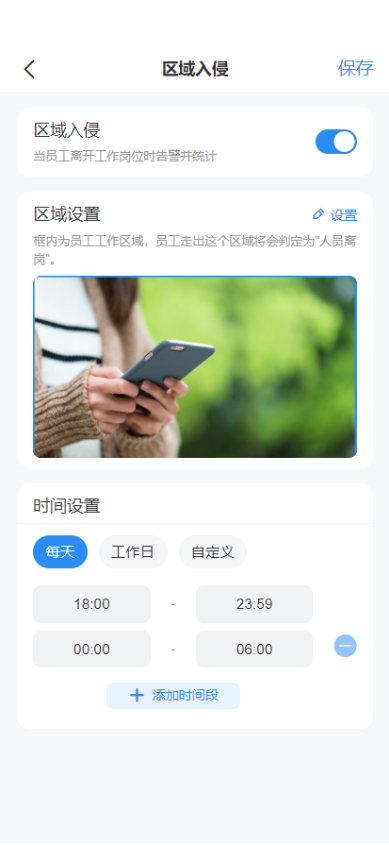 区域入侵
保存
区域入侵
当员工离开工作岗位时告警并统计
区域设置
设置
框内为员工工作区域，员工走出这个区域将会判定为"人员离
岗"。
时间设置
每天
工作日
自定义
18:00 - 23:59
00:00 - 06:00
添加时间段